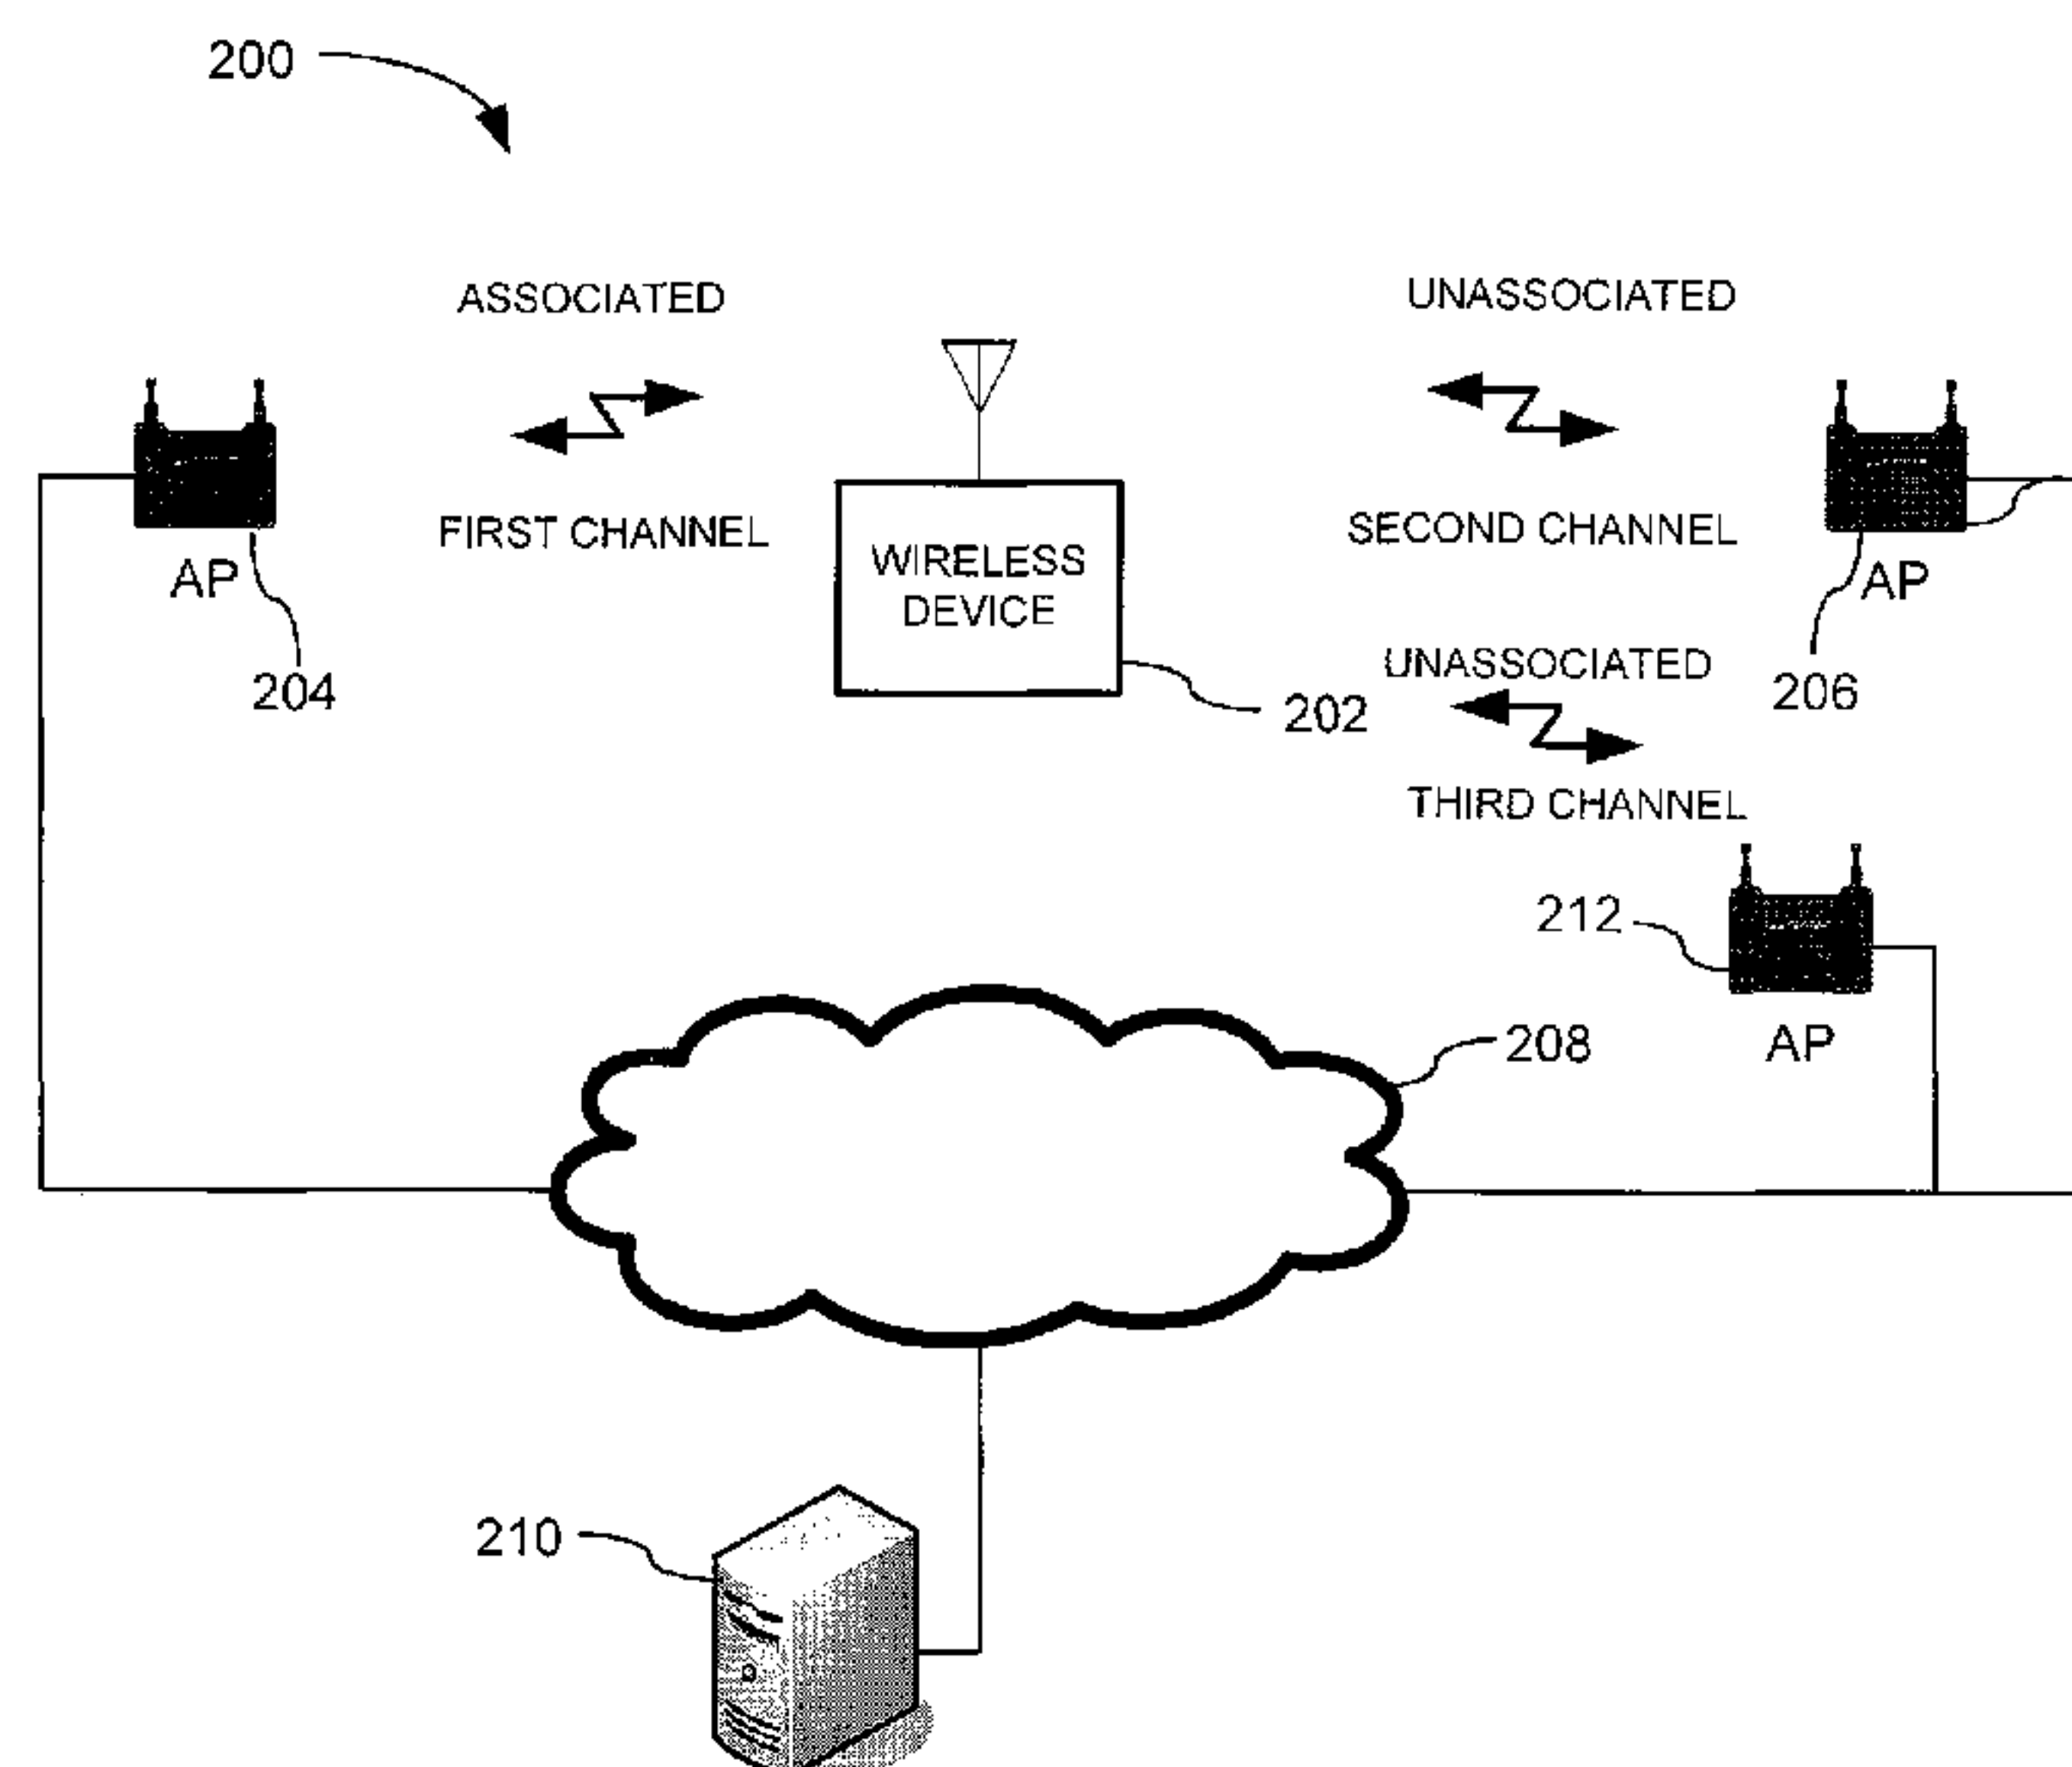 200
ASSOCIATED
UNASSOCIATED
FIRST CHANNEL
SECOND CHANNEL
WIRELESS
DEVICE
AP
AP
204
202
UNASSOCIATED
206
THIRD CHANNEL
212
AP
208
210